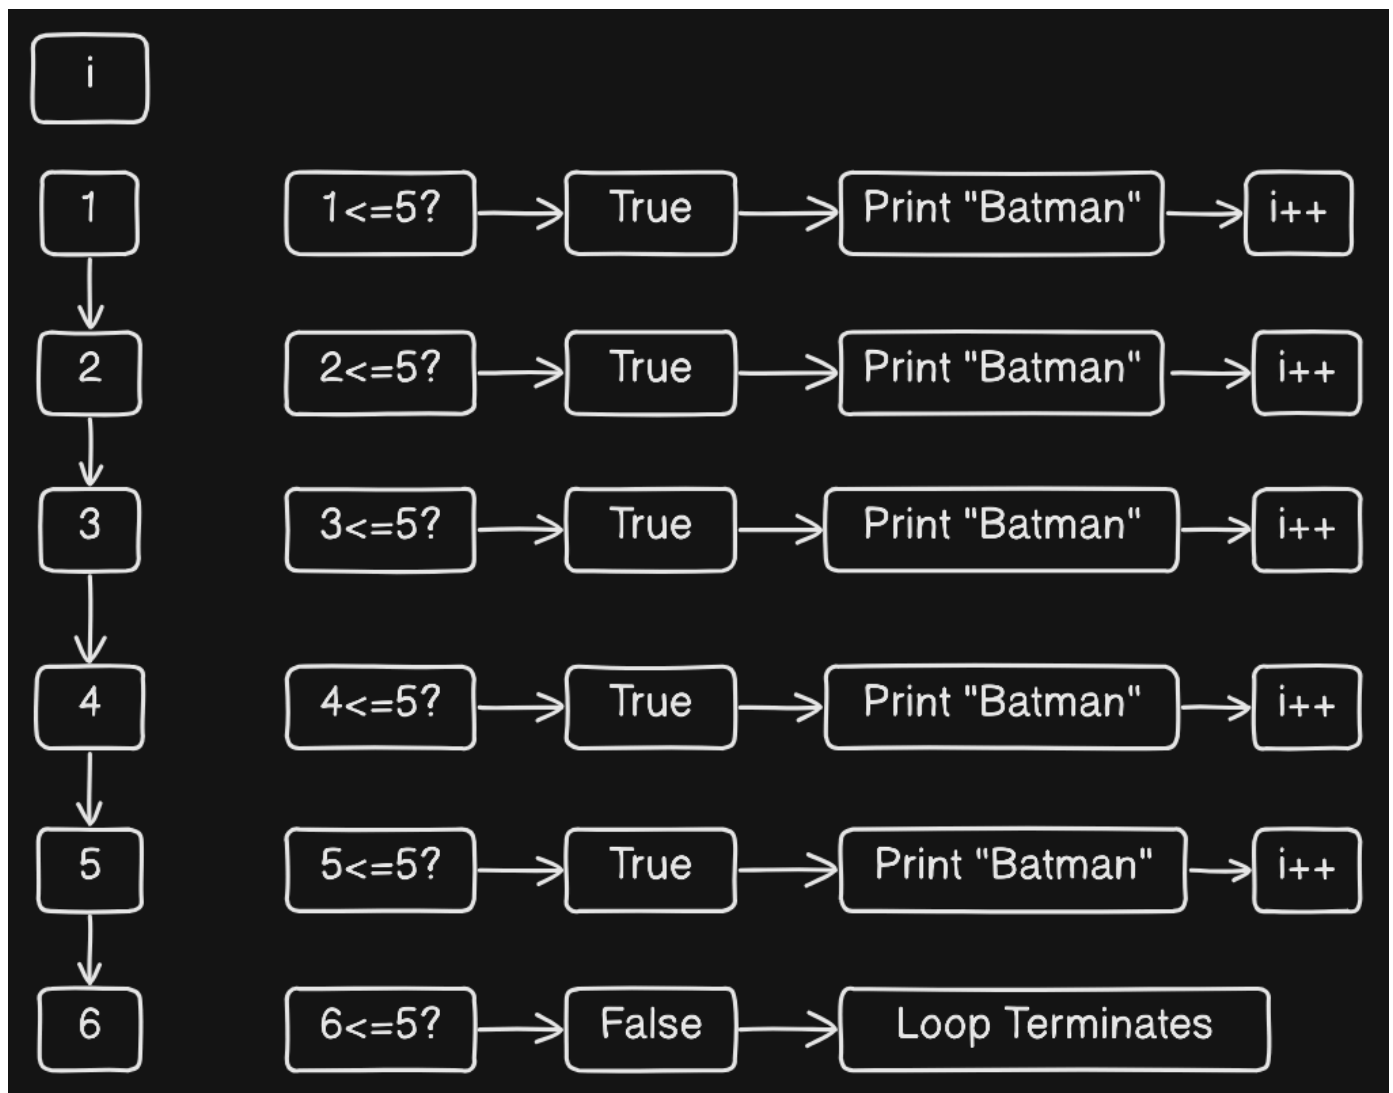 i
1 1<=5? True Print "Batman" i++
2 2<=5? True Print "Batman" i++
3 3<=5? True Print "Batman" i++
4 4<=5? True Print "Batman" i++
5 5<=5? True Print "Batman" i++
6 6<=5? False Loop Terminates